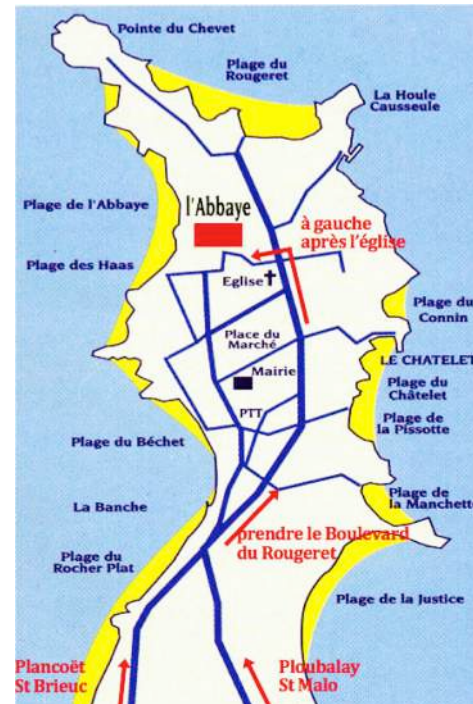 Pointe du Chevet
Plage du
Rougeret
La Houle
Causseule
Plage de l'Abbaye
l'Abbaye
à gauche
après l'église
Plage des Haas
Eglise
Plage du
Connin
Place du
Marché
LE CHATELET
Mairie
Plage du
Châtelet
PTT
Plage de
la Pissotte
Plage du Béchet
Plage de
la Manchette
La Banche
prendre le Boulevard
du Rougeret
Plage du
Rocher Plat
Plage de la Justice
Plancoët
St Brieuc
Ploubalay
St Malo